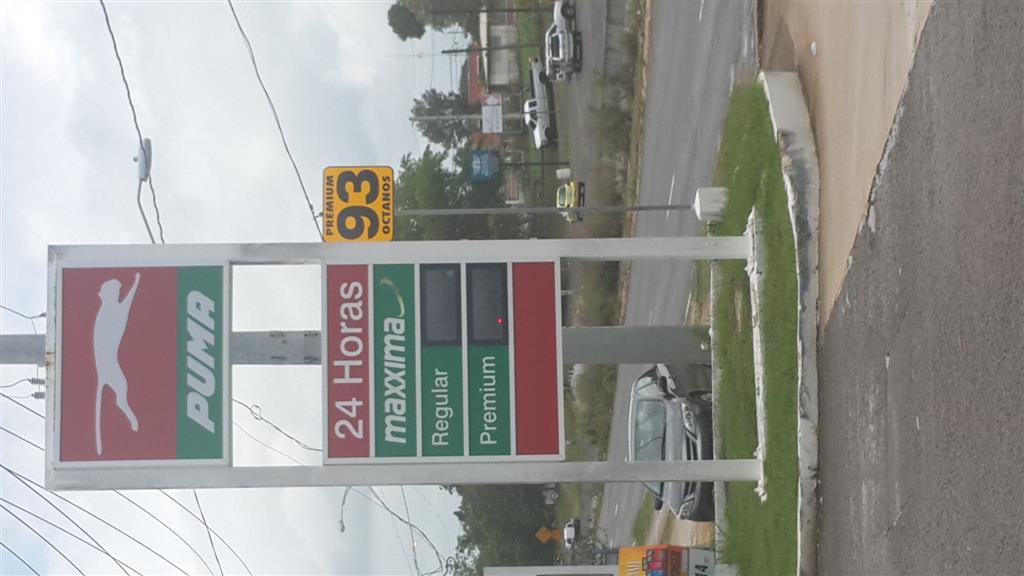 PUMA
PREMIUM
93
OCTANOS
24 Horas
maxxima
Regular
Premium